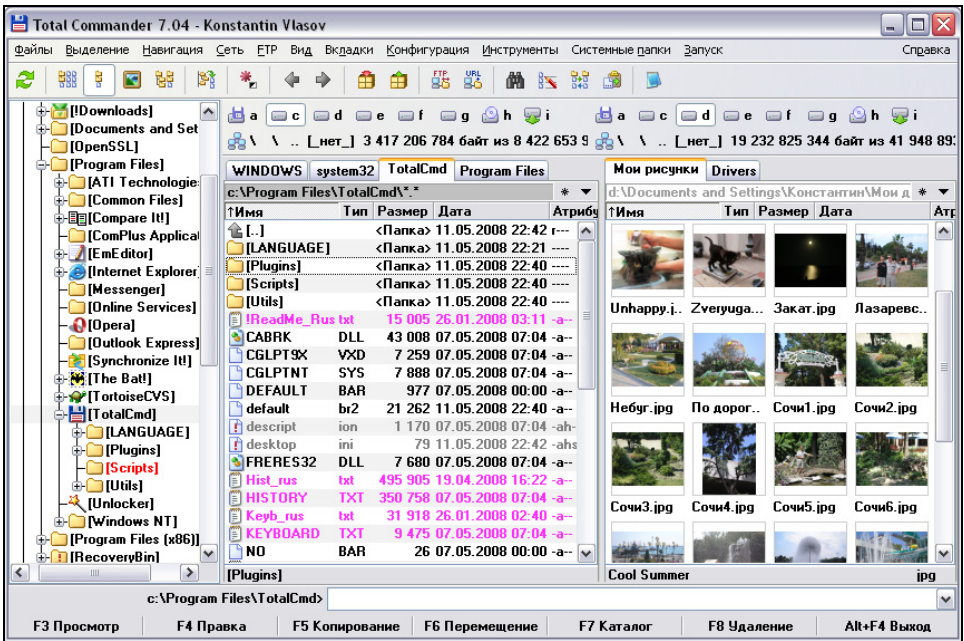 Total Commander 7.04 - Konstantin Vlasov
Файлы Выделение Навигация Сеть FTP Вид Вкладки Конфигурация Инструменты Системные папки Запуск Справка
FTP URL
[!Downloads]
[Documents and Set
[OpenSSL]
[Program Files]
[ATI Technologie:
[Common Files]
[Compare It!]
[ComPlus Applical
[EmEditor]
[Internet Explorer]
[Messenger]
[Online Services]
[Opera]
[Outlook Express]
[Synchronize It!]
[The Bat!]
[TortoiseCVS]
[TotalCmd]
[LANGUAGE]
[Plugins]
[Scripts]
[Utils]
[Unlocker]
[Windows NT]
[Program Files (x86)]
[RecoveryBin]
a c d e f g h i
\ \ .. [_нет_] 3 417 206 784 байт из 8 422 653 9
WINDOWS system32 TotalCmd Program Files
c:\Program Files\TotalCmd\*.* * ▼
↑Имя Тип Размер Дата Атрибу
[..] <Папка> 11.05.2008 22:42 r---
[LANGUAGE] <Папка> 11.05.2008 22:21 ----
[Plugins] <Папка> 11.05.2008 22:40 ----
[Scripts] <Папка> 11.05.2008 22:40 ----
[Utils] <Папка> 11.05.2008 22:40 ----
!ReadMe_Rus txt 15 005 26.01.2008 03:11 -a--
CABRK DLL 43 008 07.05.2008 07:04 -a--
CGLPT9X VXD 7 259 07.05.2008 07:04 -a--
CGLPTNT SYS 7 888 07.05.2008 07:04 -a--
DEFAULT BAR 977 07.05.2008 00:00 -a--
default br2 21 262 11.05.2008 22:40 -a--
descript ion 1 170 07.05.2008 07:04 -ah-
desktop ini 79 11.05.2008 22:42 -ahs
FRERES32 DLL 7 680 07.05.2008 07:04 -a--
Hist_rus txt 495 905 19.04.2008 16:22 -a--
HISTORY TXT 350 758 07.05.2008 07:04 -a--
Keyb_rus txt 31 918 26.01.2008 02:40 -a--
KEYBOARD TXT 9 475 07.05.2008 07:04 -a--
NO BAR 26 07.05.2008 00:00 -a--
[Plugins]
a c d e f g h i
\ \ .. [_нет_] 19 232 825 344 байт из 41 948 89
Мои рисунки Drivers
d:\Documents and Settings\Константин\Мои д * ▼
↑Имя Тип Размер Дата Атр
Unhappy.j.. Zveryuga... Закат.jpg Лазаревс..
Небуг.jpg По дорог.. Сочи1.jpg Сочи2.jpg
Сочи3.jpg Сочи4.jpg Сочи5.jpg Сочи6.jpg
Cool Summer jpg
c:\Program Files\TotalCmd>
F3 Просмотр F4 Правка F5 Копирование F6 Перемещение F7 Каталог F8 Удаление Alt+F4 Выход